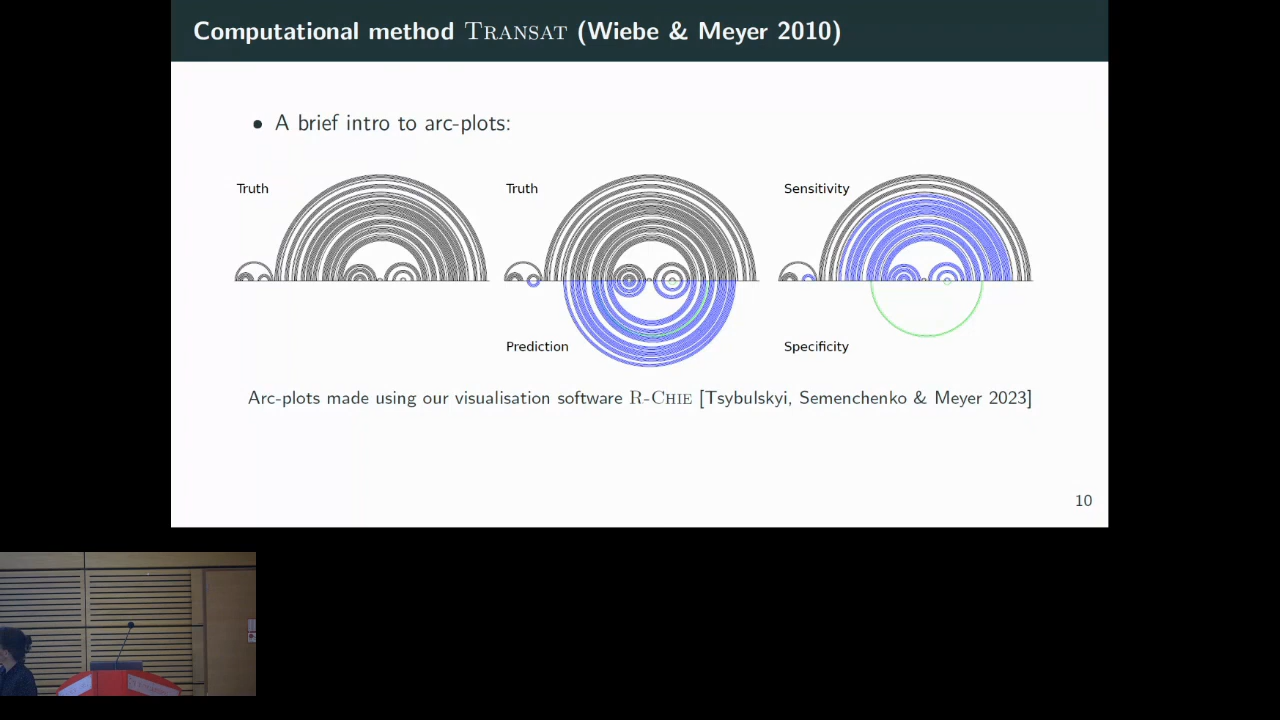 Computational method TRANSAT (Wiebe & Meyer 2010)
• A brief intro to arc-plots:
Truth
Truth
Sensitivity
Prediction
Specificity
Arc-plots made using our visualisation software R-CHIE [Tsybulskyi, Semenchenko & Meyer 2023]
10